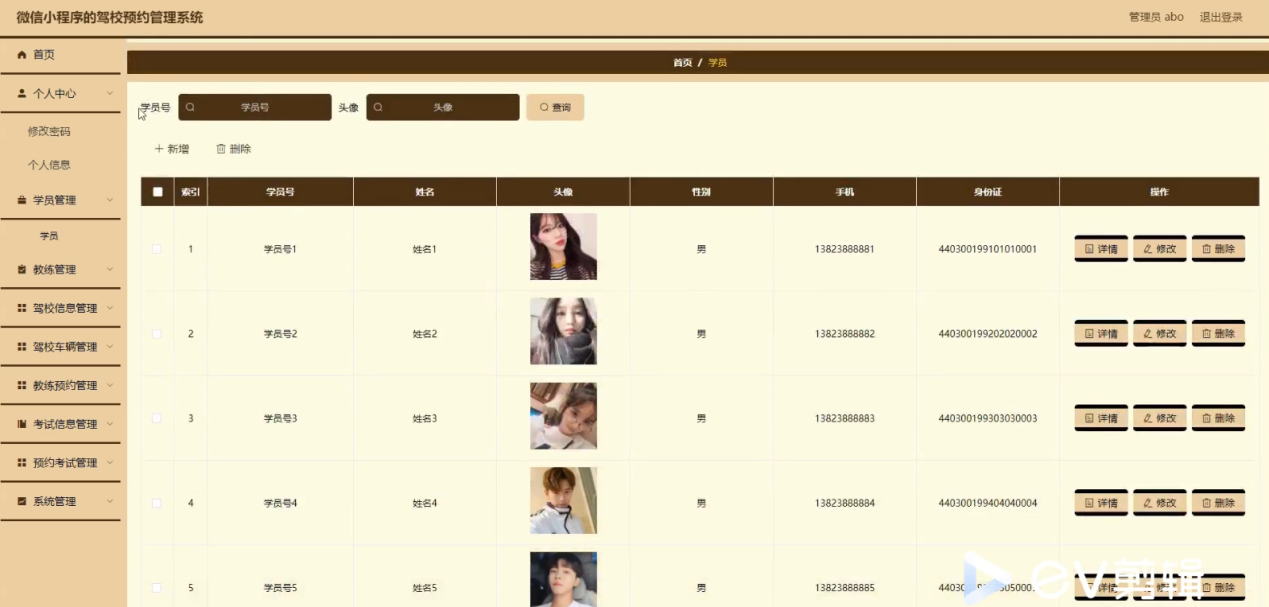 微信小程序的驾校预约管理系统
管理员 abo 退出登录
首页
首页 / 学员
个人中心
修改密码
个人信息
学员管理
学员
教练管理
驾校信息管理
驾校车辆管理
教练预约管理
考试信息管理
预约考试管理
系统管理
学员号 学员号 头像 头像 查询
新增 删除
索引 学员号 姓名 头像 性别 手机 身份证 操作
1 学员号1 姓名1 男 13823888881 440300199101010001 详情 修改 删除
2 学员号2 姓名2 男 13823888882 440300199202020002 详情 修改 删除
3 学员号3 姓名3 男 13823888883 440300199303030003 详情 修改 删除
4 学员号4 姓名4 男 13823888884 440300199404040004 详情 修改 删除
5 学员号5 姓名5 男 13823888885 详情 删除
EV剪辑